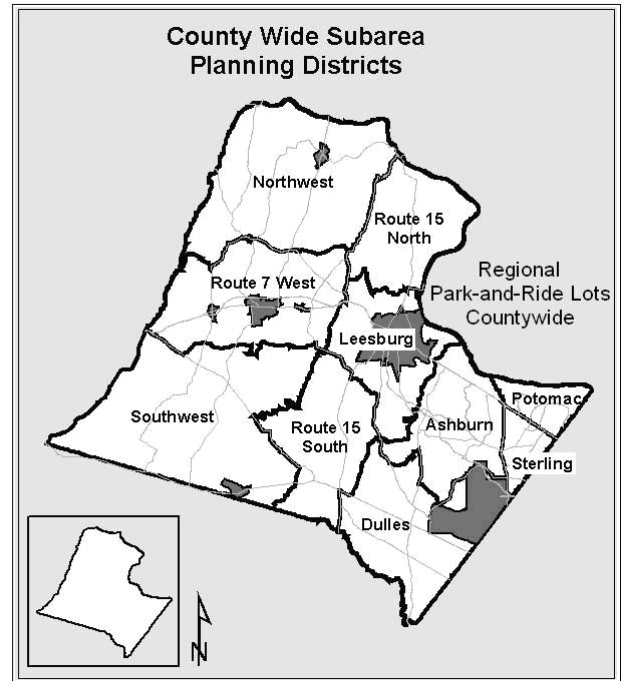 County Wide Subarea
Planning Districts
Northwest
Route 15
North
Regional
Park-and-Ride Lots
Countywide
Route 7 West
Leesburg
Potomac
Southwest
Route 15
South
Ashburn
Sterling
Dulles
N